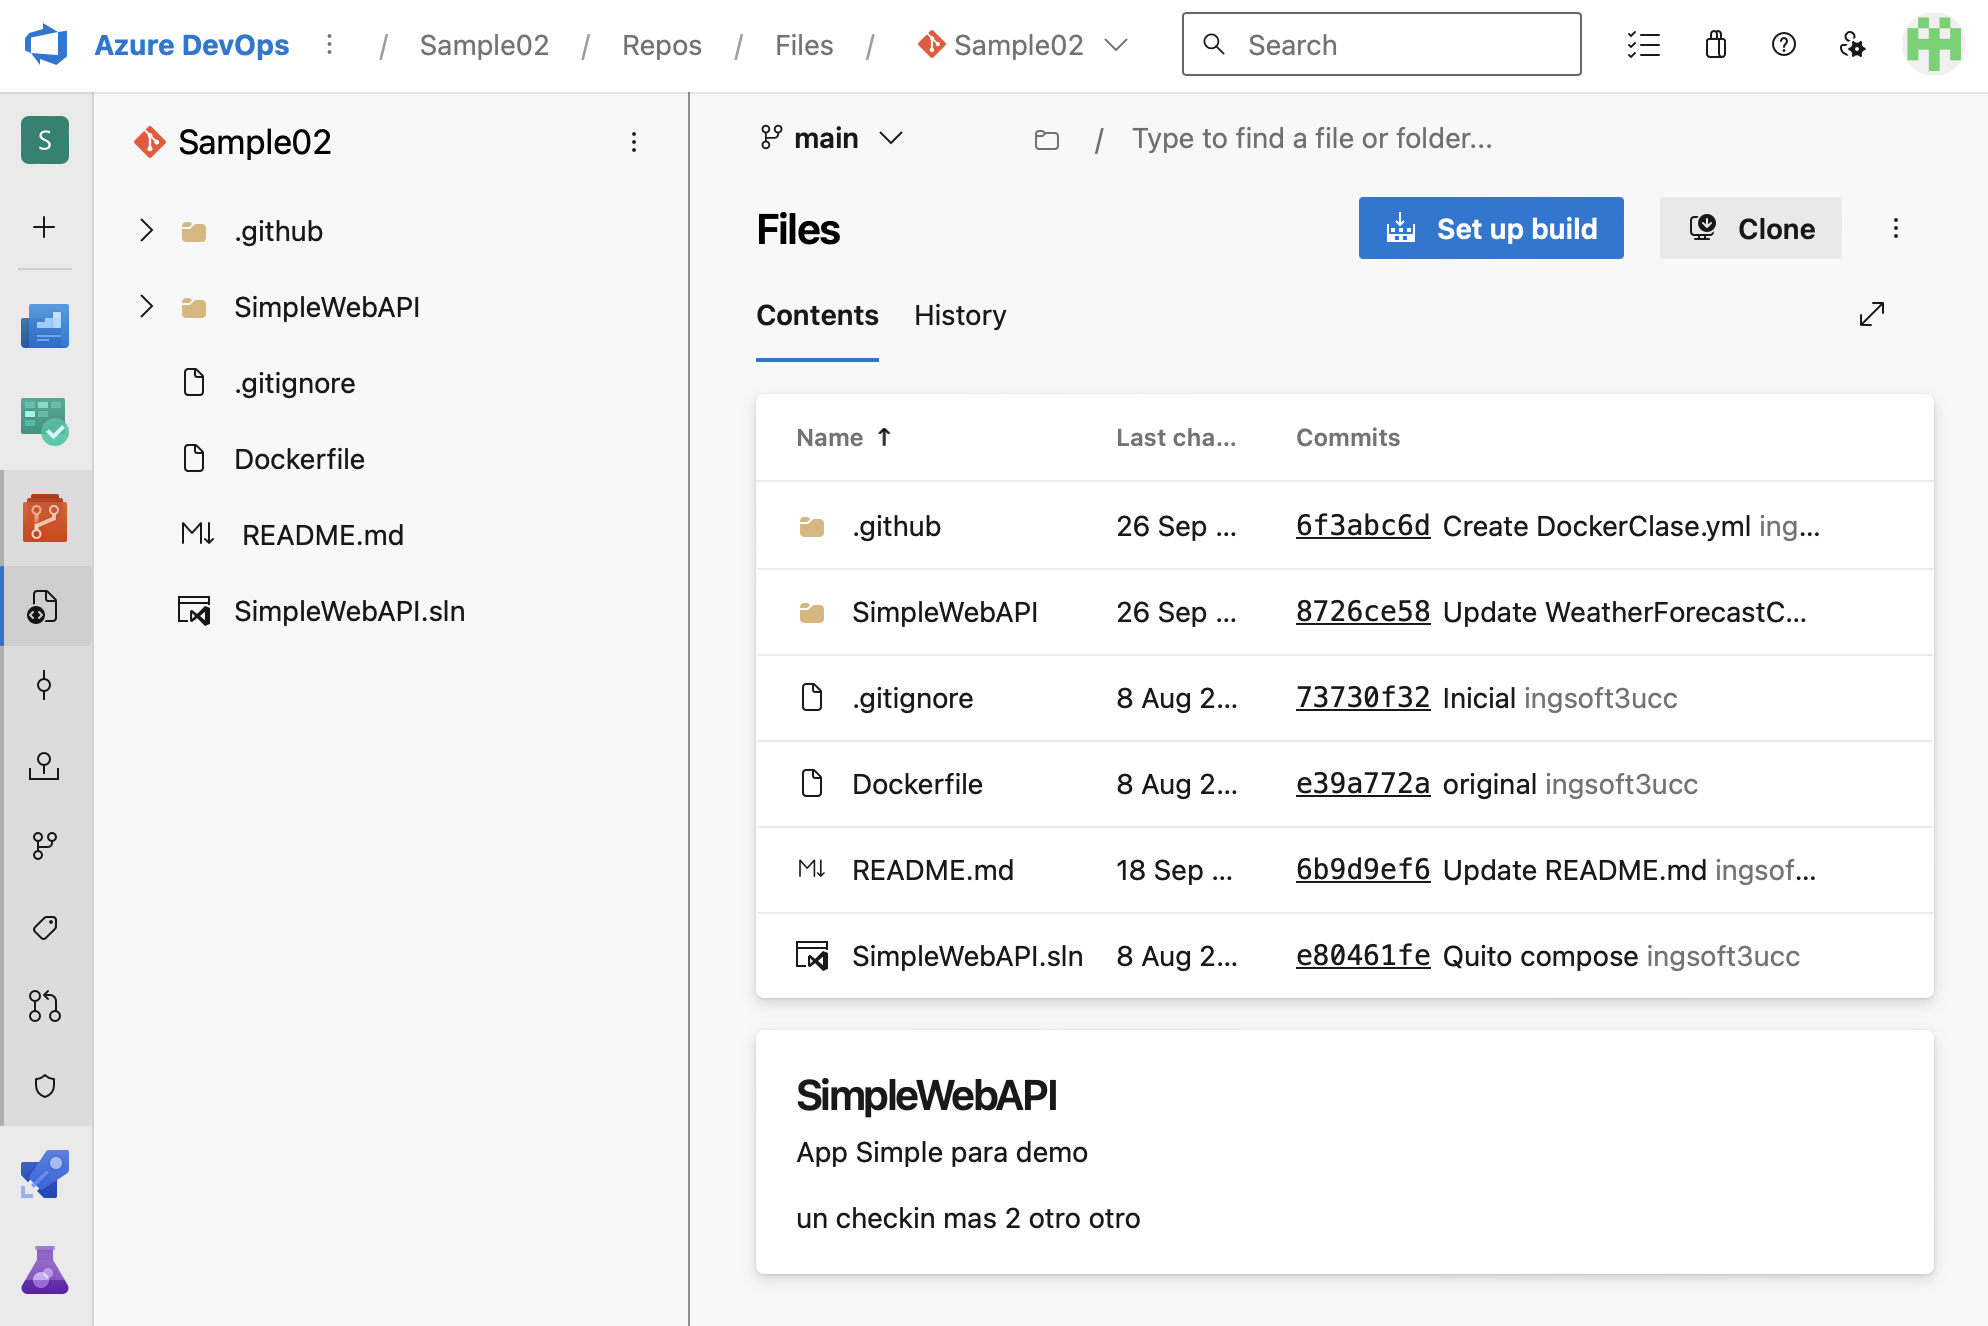 Azure DevOps / Sample02 / Repos / Files / Sample02 Search
S
Sample02
.github
SimpleWebAPI
.gitignore
Dockerfile
M↓ README.md
SimpleWebAPI.sln
main / Type to find a file or folder...
Files
Set up build
Clone
Contents History
Name ↑ Last cha... Commits
.github 26 Sep ... 6f3abc6d Create DockerClase.yml ing...
SimpleWebAPI 26 Sep ... 8726ce58 Update WeatherForecastC...
.gitignore 8 Aug 2... 73730f32 Inicial ingsoft3ucc
Dockerfile 8 Aug 2... e39a772a original ingsoft3ucc
M↓ README.md 18 Sep ... 6b9d9ef6 Update README.md ingsof...
SimpleWebAPI.sln 8 Aug 2... e80461fe Quito compose ingsoft3ucc
SimpleWebAPI
App Simple para demo
un checkin mas 2 otro otro